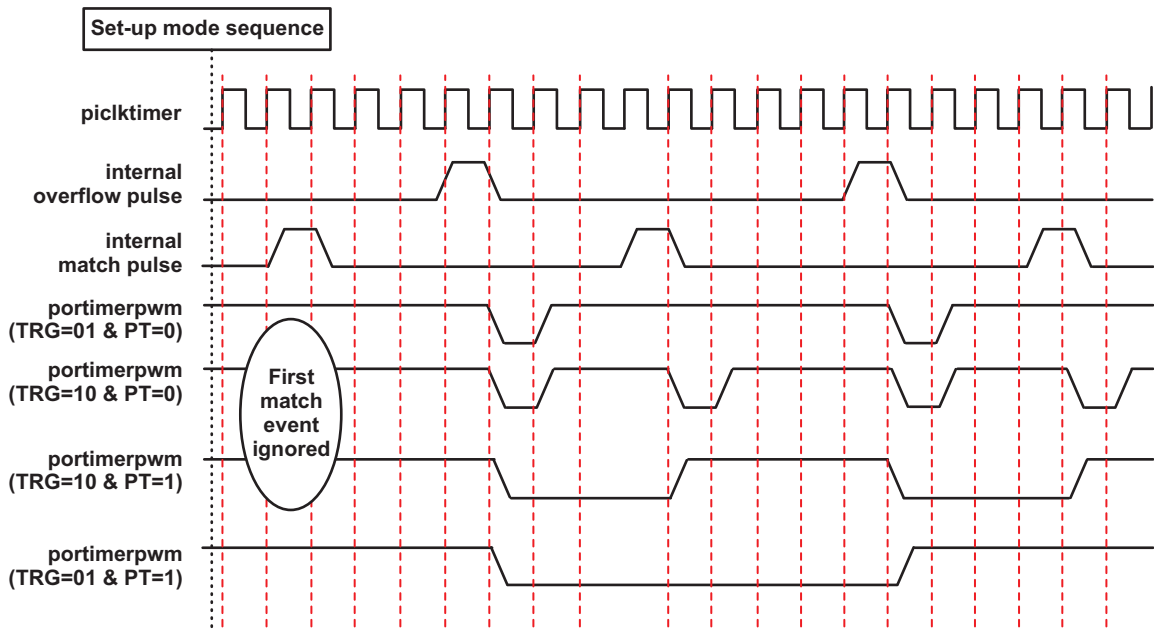 Set-up mode sequence
piclktimer
internal
overflow pulse
internal
match pulse
portimerpwm
(TRG=01 & PT=0)
portimerpwm
(TRG=10 & PT=0)
First
match
event
ignored
portimerpwm
(TRG=10 & PT=1)
portimerpwm
(TRG=01 & PT=1)